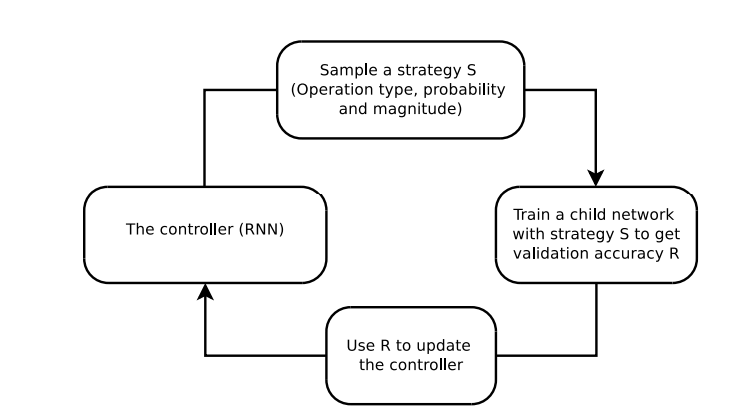 Sample a strategy S
(Operation type, probability
and magnitude)
The controller (RNN)
Train a child network
with strategy S to get
validation accuracy R
Use R to update
the controller